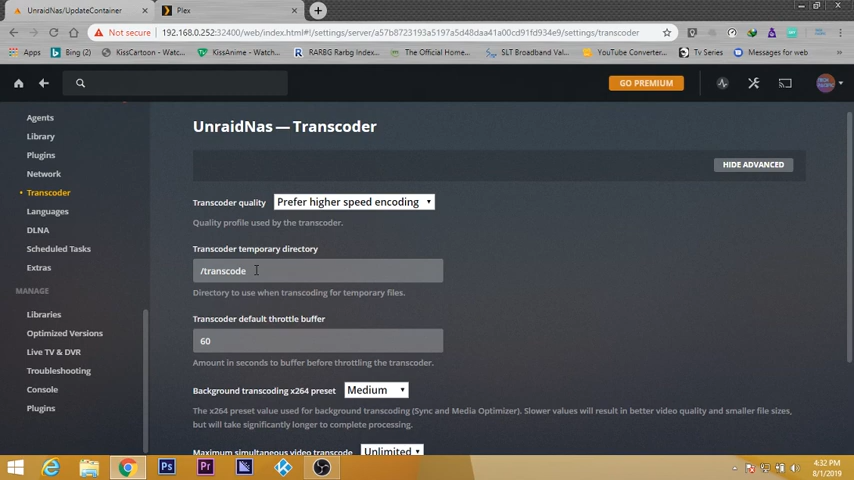 UnraidNas/UpdateContainer
Plex
Not secure
192.168.0.252:32400/web/index.html#!/settings/server/a57b8723193a5197d48daa41a00cd91fd934e9/settings/transcoder
Apps
Bing (2)
KissCartoon - Watc...
KissAnime - Watch...
RARBG Rarbg Index...
The Official Home...
SLT Broadband Val...
YouTube Converter...
Tv Series
Messages for web
GO PREMIUM
Agents
Library
Plugins
Network
Transcoder
Languages
DLNA
Scheduled Tasks
Extras
MANAGE
Libraries
Optimized Versions
Live TV & DVR
Troubleshooting
Console
Plugins
UnraidNas — Transcoder
HIDE ADVANCED
Transcoder quality
Prefer higher speed encoding
Quality profile used by the transcoder.
Transcoder temporary directory
/transcode
Directory to use when transcoding for temporary files.
Transcoder default throttle buffer
60
Amount in seconds to buffer before throttling the transcoder.
Background transcoding x264 preset
Medium
The x264 preset value used for background transcoding (Sync and Media Optimizer). Slower values will result in better video quality and smaller file sizes,
but will take significantly longer to complete processing.
Maximum simultaneous video transcode
Unlimited
4:32 PM
8/1/2019